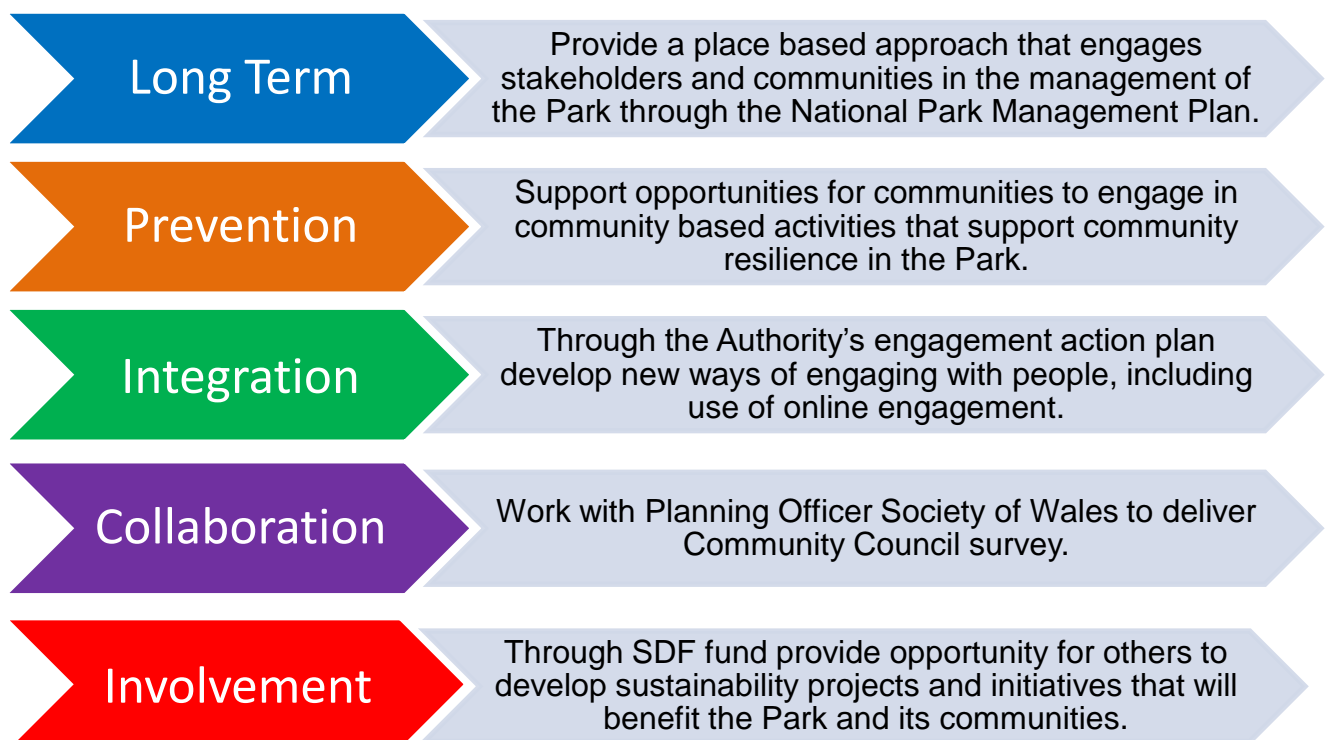 Long Term
Provide a place based approach that engages
stakeholders and communities in the management of
the Park through the National Park Management Plan.
Prevention
Support opportunities for communities to engage in
community based activities that support community
resilience in the Park.
Integration
Through the Authority’s engagement action plan
develop new ways of engaging with people, including
use of online engagement.
Collaboration
Work with Planning Officer Society of Wales to deliver
Community Council survey.
Involvement
Through SDF fund provide opportunity for others to
develop sustainability projects and initiatives that will
benefit the Park and its communities.